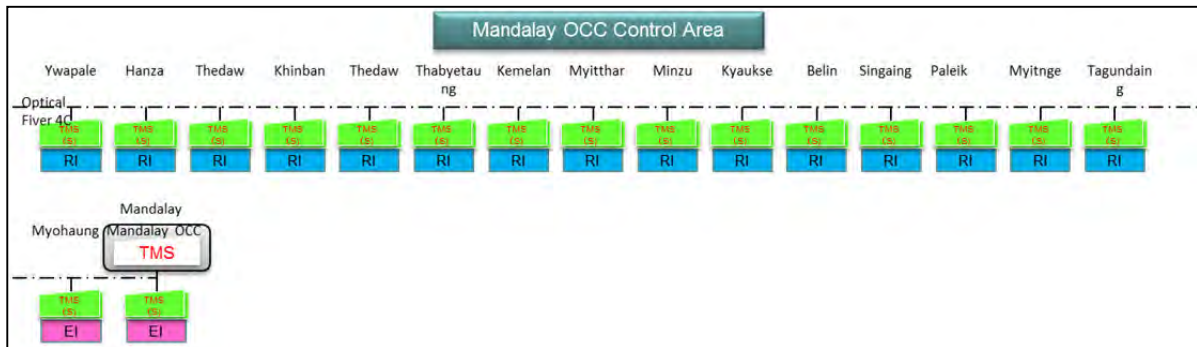 Mandalay OCC Control Area
Ywapale Hanza Thedaw Khinban Thedaw Thabyetau Kemelan Myitthar Minzu Kyaukse Belin Singaing Paleik Myitnge Tagundain
ng g
Optical
Fiver 4C
TMS TMS TMS TMS TMS TMS TMS TMS TMS TMS TMS TMS TMS TMS TMS
(S) (S) (S) (S) (S) (S) (S) (S) (S) (S) (S) (S) (S) (S) (S)
RI RI RI RI RI RI RI RI RI RI RI RI RI RI RI
Mandalay
Myohaung Mandalay OCC
TMS
TMS TMS
(S) (S)
EI EI